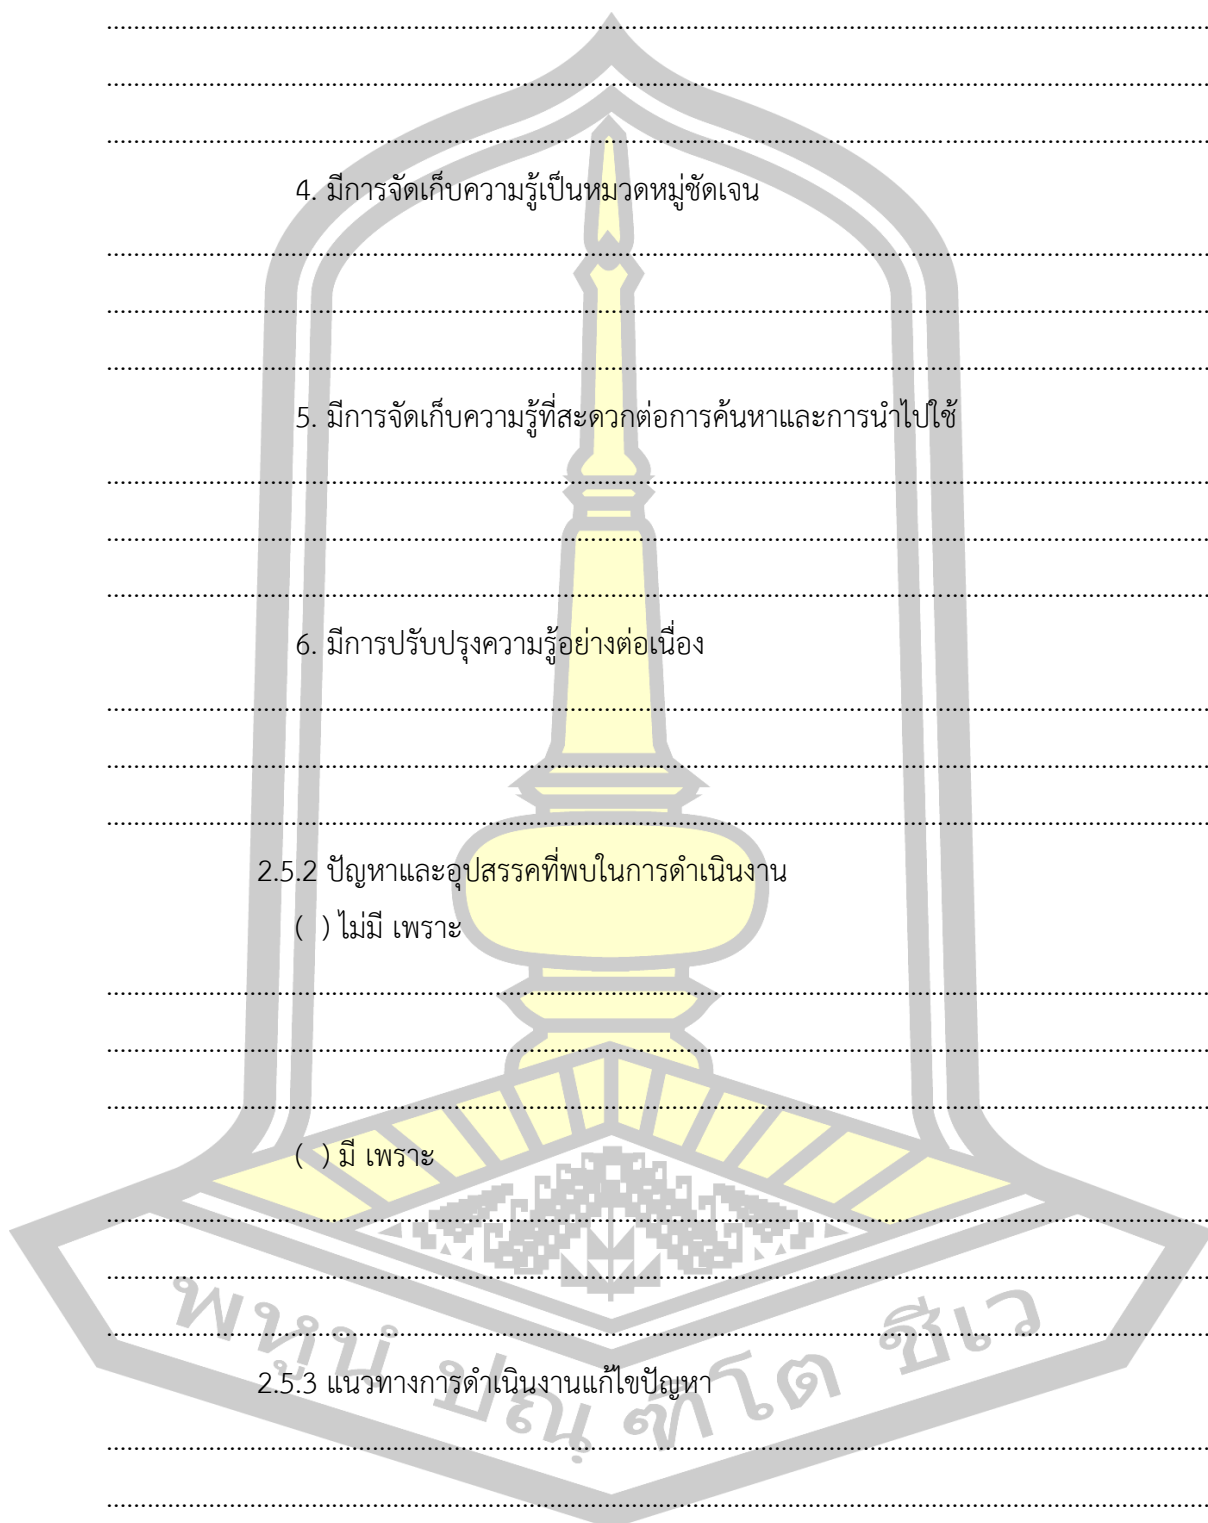 4. มีการจัดเก็บความรู้เป็นหมวดหมู่ชัดเจน
5. มีการจัดเก็บความรู้ที่สะดวกต่อการค้นหาและการนำไปใช้
6. มีการปรับปรุงความรู้อย่างต่อเนื่อง
2.5.2 ปัญหาและอุปสรรคที่พบในการดำเนินงาน
( ) ไม่มี เพราะ
( ) มี เพราะ
2.5.3 แนวทางการดำเนินงานแก้ไขปัญหา
พหูนํ ปณฺฑิโต ชีเว